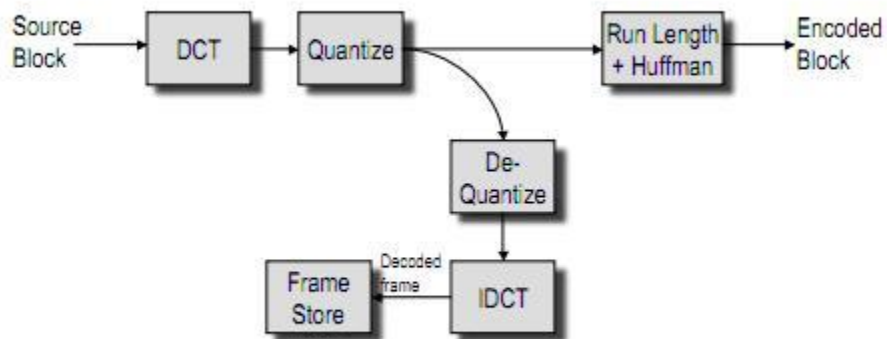 Source
Block
DCT
Quantize
Run Length
+ Huffman
Encoded
Block
De-
Quantize
Decoded
frame
Frame
Store
IDCT